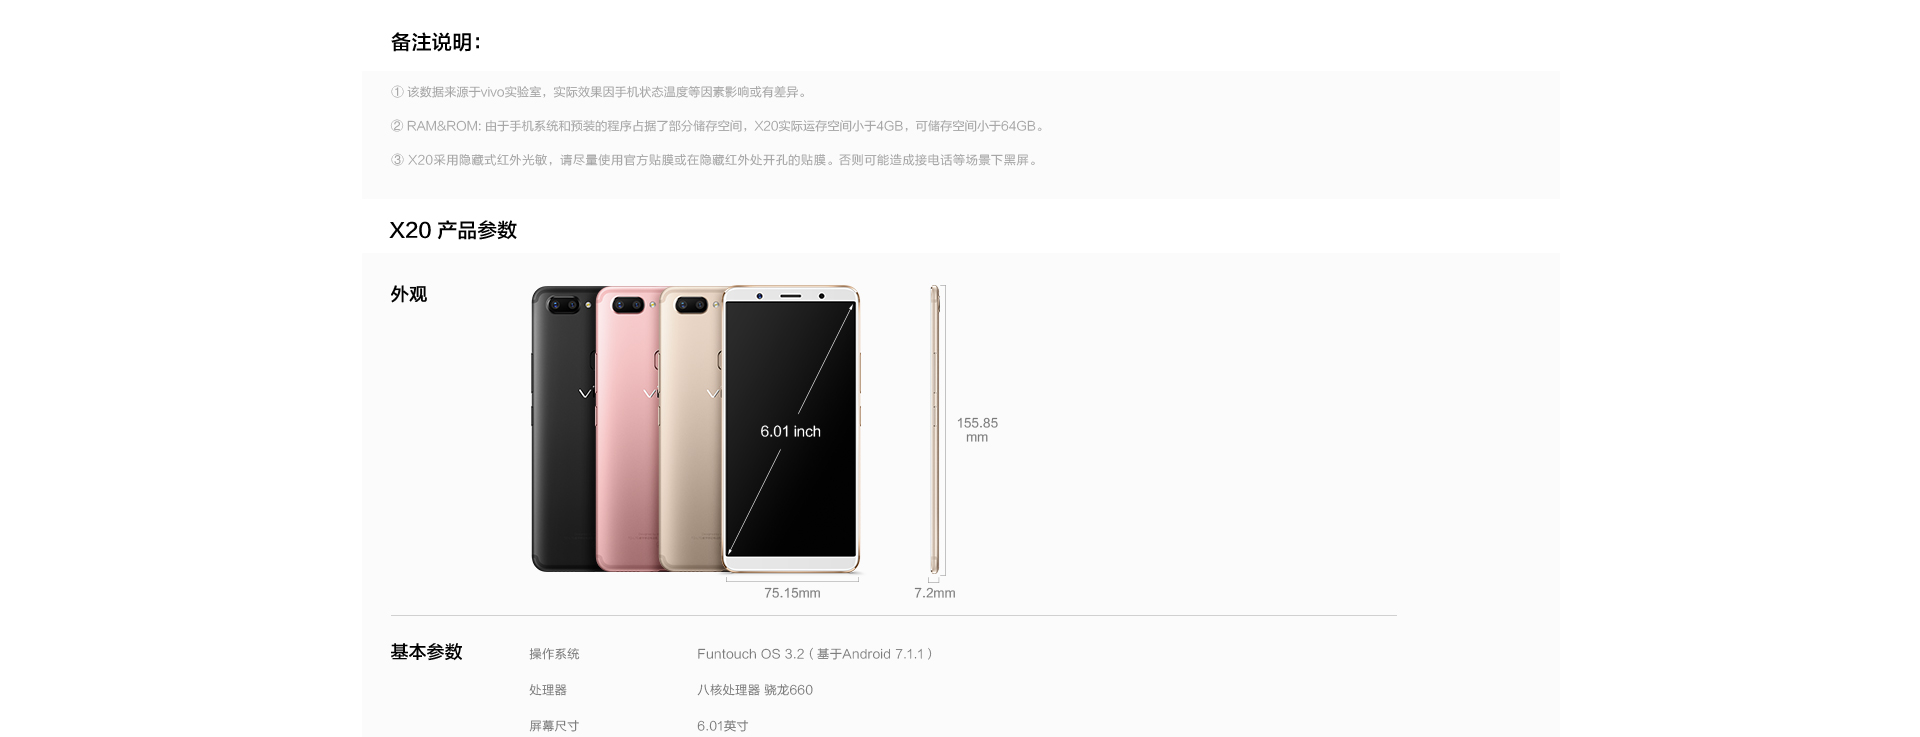 备注说明：
① 该数据来源于vivo实验室，实际效果因手机状态温度等因素影响或有差异。
② RAM&ROM: 由于手机系统和预装的程序占据了部分储存空间，X20实际运存空间小于4GB，可储存空间小于64GB。
③ X20采用隐藏式红外光敏，请尽量使用官方贴膜或在隐藏红外处开孔的贴膜。否则可能造成接电话等场景下黑屏。
X20 产品参数
外观
6.01 inch
155.85
mm
75.15mm
7.2mm
基本参数
操作系统 Funtouch OS 3.2（基于Android 7.1.1）
处理器 八核处理器 骁龙660
屏幕尺寸 6.01英寸